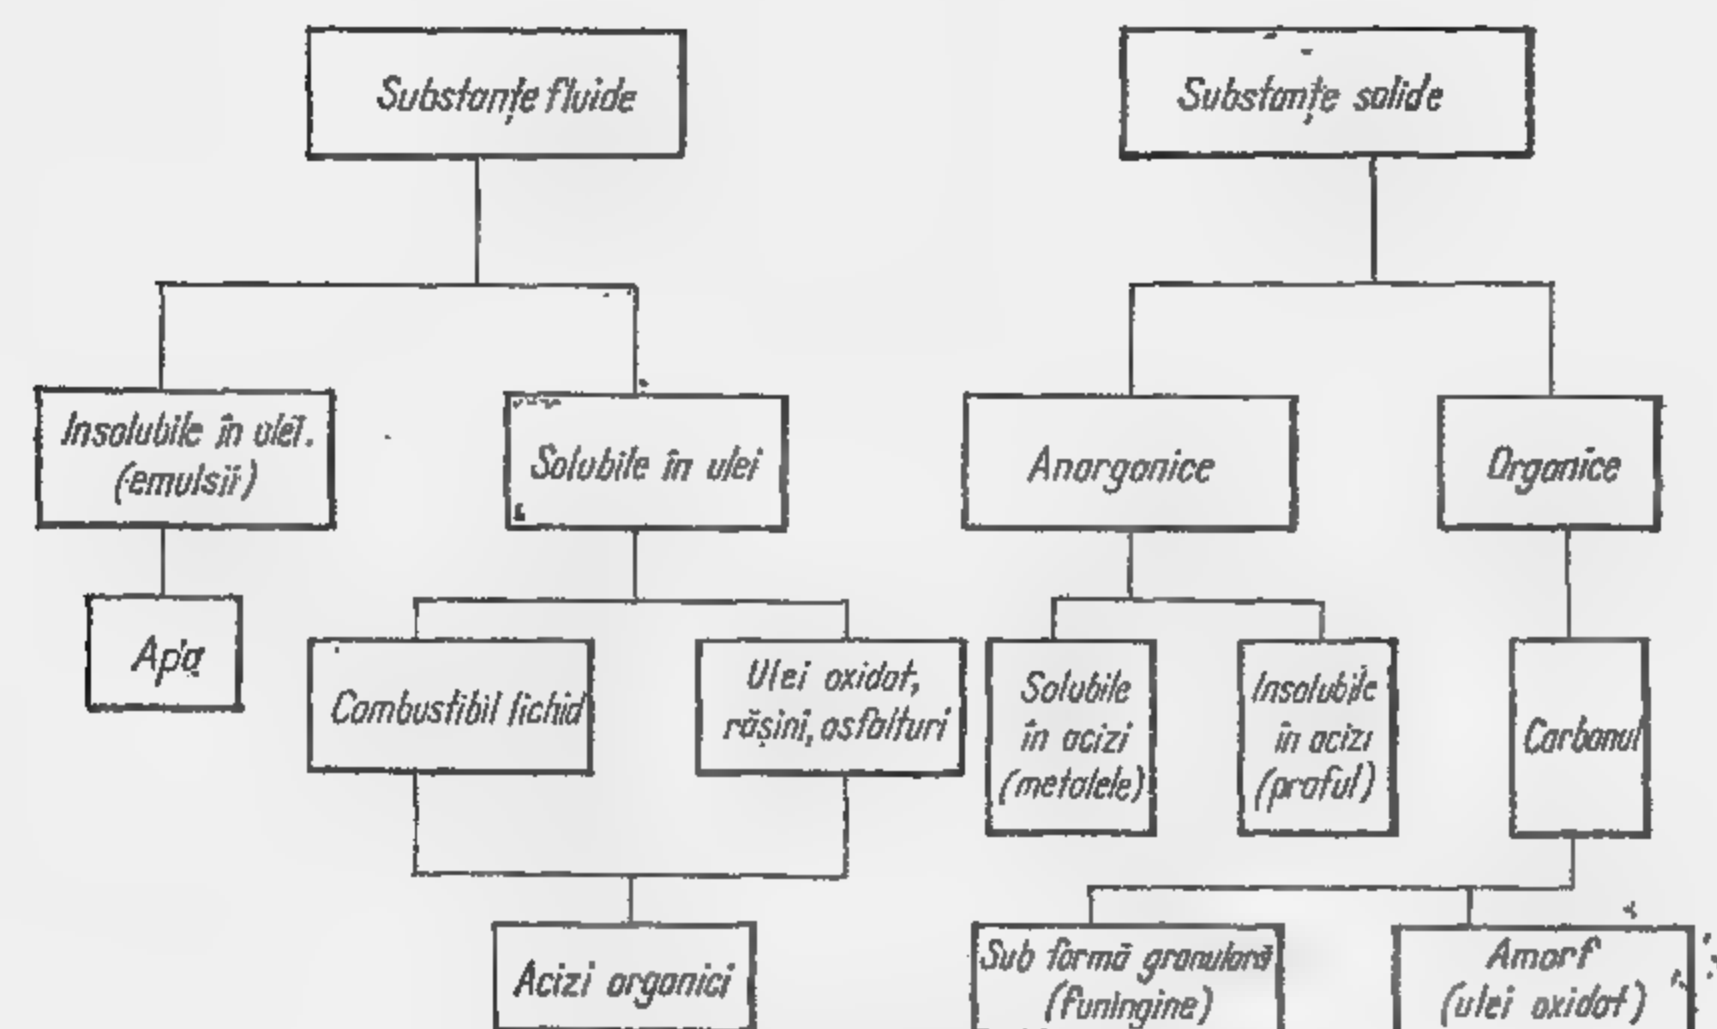 Substanțe fluide
Substanțe solide
Insolubile în ulei.
(emulsii)
Solubile în ulei
Anorganice
Organice
Apa
Combustibil lichid
Ulei oxidat,
rășini, asfalturi
Solubile
în acizi
(metalele)
Insolubile
în acizi
(praful)
Carbonul
Acizi organici
Sub formă granulară
(funingine)
Amorf
(ulei oxidat)